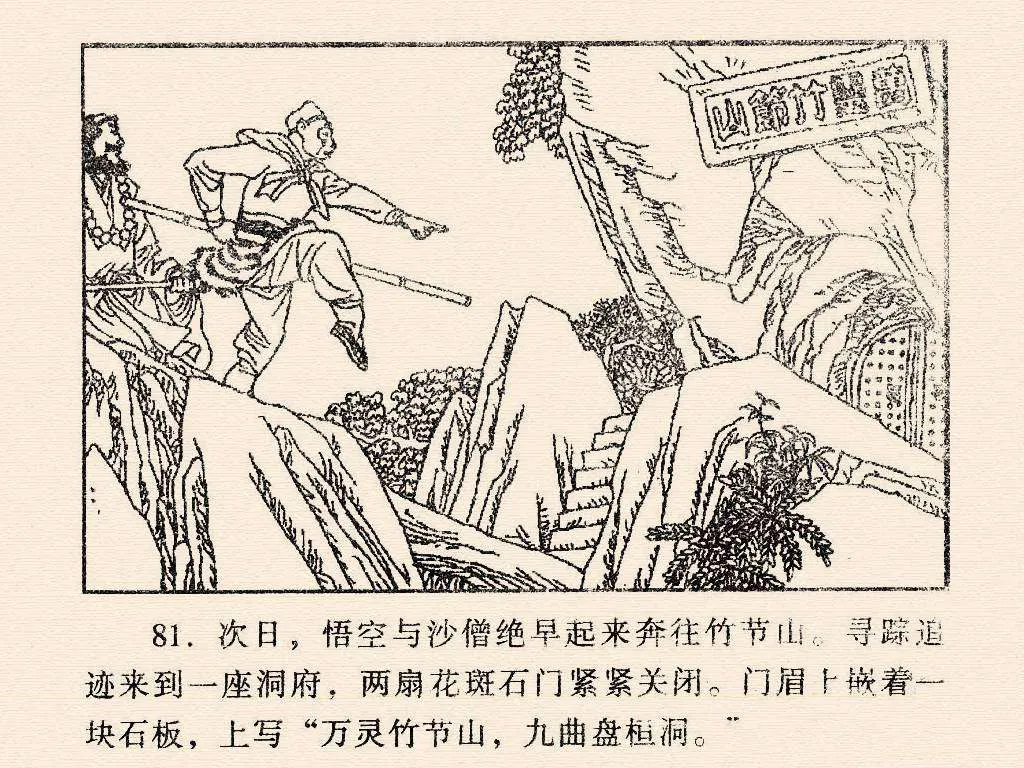 萬靈竹節山
81. 次日，悟空与沙僧绝早起来奔往竹节山。寻踪追
迹来到一座洞府，两扇花斑石门紧紧关闭。门眉上嵌着一
块石板，上写“万灵竹节山，九曲盘桓洞。”